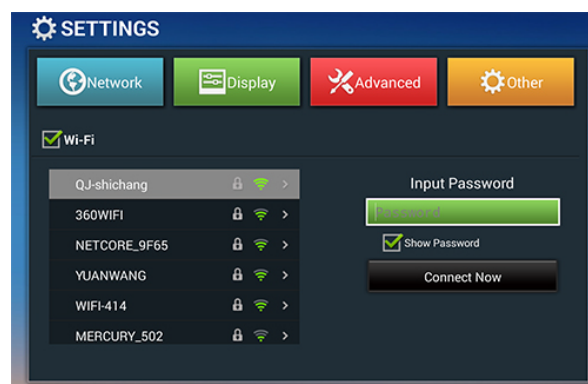 SETTINGS
Network Display Advanced Other
Wi-Fi
QJ-shichang
360WIFI
NETCORE_9F65
YUANWANG
WIFI-414
MERCURY_502
Input Password
Password
Show Password
Connect Now